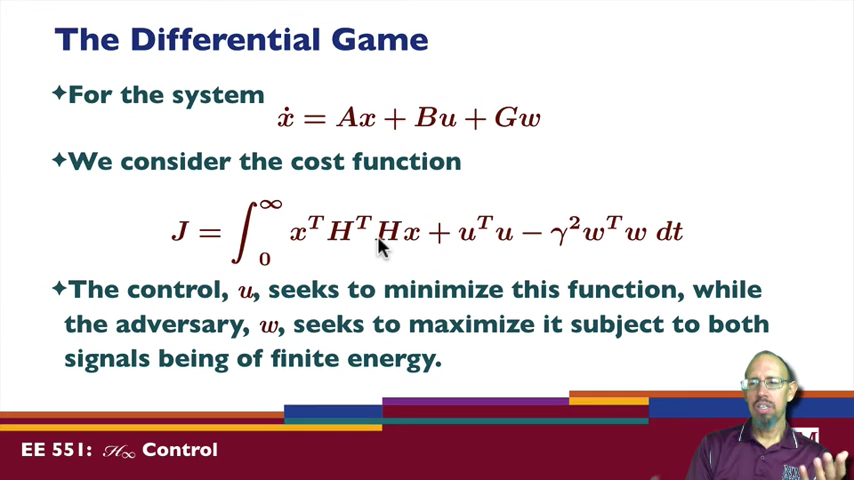 The Differential Game
✦For the system
ẋ = Ax + Bu + Gw
✦We consider the cost function
J = ∫₀^∞ xᵀHᵀHx + uᵀu − γ²wᵀw dt
✦The control, u, seeks to minimize this function, while
the adversary, w, seeks to maximize it subject to both
signals being of finite energy.
EE 551: ℋ∞ Control